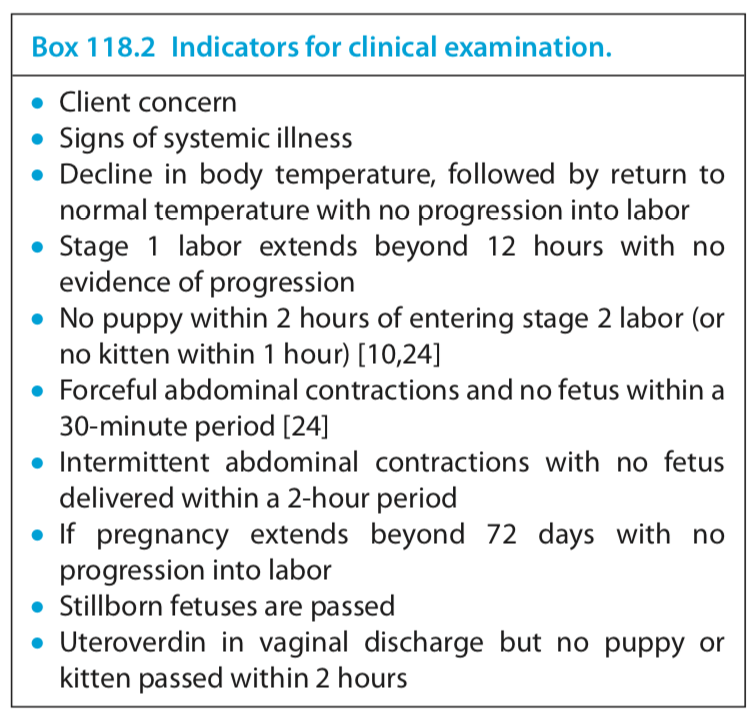 Box 118.2 Indicators for clinical examination.
• Client concern
• Signs of systemic illness
• Decline in body temperature, followed by return to
normal temperature with no progression into labor
• Stage 1 labor extends beyond 12 hours with no
evidence of progression
• No puppy within 2 hours of entering stage 2 labor (or
no kitten within 1 hour) [10,24]
• Forceful abdominal contractions and no fetus within a
30-minute period [24]
• Intermittent abdominal contractions with no fetus
delivered within a 2-hour period
• If pregnancy extends beyond 72 days with no
progression into labor
• Stillborn fetuses are passed
• Uteroverdin in vaginal discharge but no puppy or
kitten passed within 2 hours